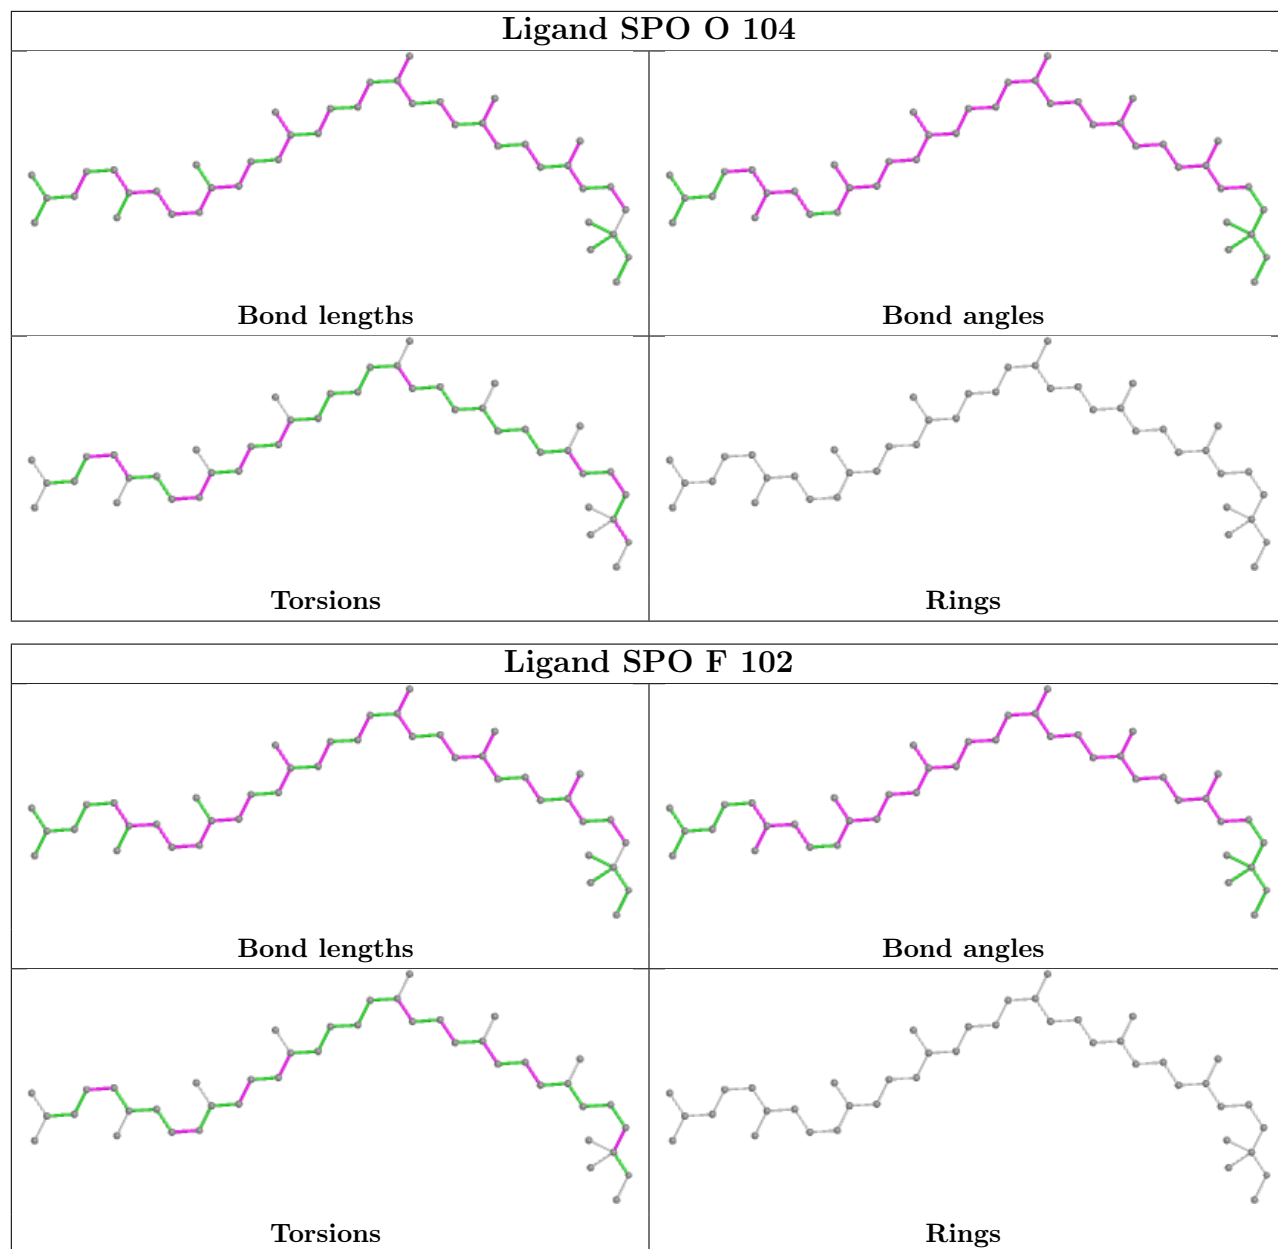 Ligand SPO O 104
Bond lengths
Bond angles
Torsions
Rings
Ligand SPO F 102
Bond lengths
Bond angles
Torsions
Rings